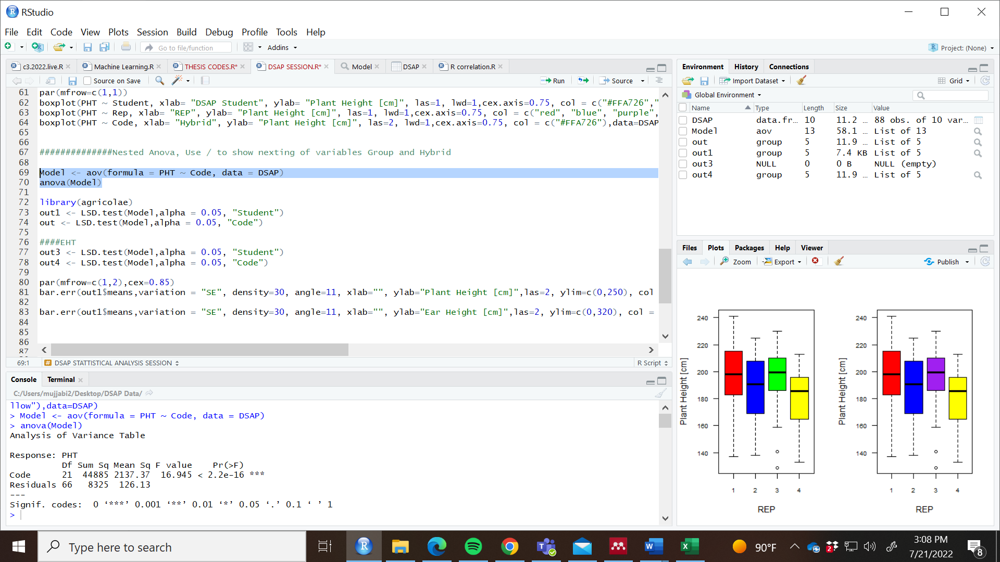 RStudio
File Edit Code View Plots Session Build Debug Profile Tools Help
Go to file/function Addins Project: (None)
c3.2022.live.R Machine Learning.R THESIS CODES.R* DSAP SESSION.R* Model DSAP R correlation.R
Source on Save Run Source
61 par(mfrow=c(1,1))
62 boxplot(PHT ~ Student, xlab= "DSAP Student", ylab= "Plant Height [cm]", las=1, lwd=1,cex.axis=0.75, col = c("#FFA726","
63 boxplot(PHT ~ Rep, xlab= "REP", ylab= "Plant Height [cm]", las=1, lwd=1,cex.axis=0.75, col = c("red", "blue", "purple",
64 boxplot(PHT ~ Code, xlab= "Hybrid", ylab= "Plant Height [cm]", las=2, lwd=1,cex.axis=0.75, col = c("#FFA726"),data=DSAP
65
66
67 ##############Nested Anova, Use / to show nexting of variables Group and Hybrid
68
69 Model <- aov(formula = PHT ~ Code, data = DSAP)
70 anova(Model)
71
72 library(agricolae)
73 out1 <- LSD.test(Model,alpha = 0.05, "Student")
74 out <- LSD.test(Model,alpha = 0.05, "Code")
75
76 ####EHT
77 out3 <- LSD.test(Model,alpha = 0.05, "Student")
78 out4 <- LSD.test(Model,alpha = 0.05, "Code")
79
80 par(mfrow=c(1,2),cex=0.85)
81 bar.err(out1$means,variation = "SE", density=30, angle=11, xlab="", ylab="Plant Height [cm]",las=2, ylim=c(0,250), col
82
83 bar.err(out1$means,variation = "SE", density=30, angle=11, xlab="", ylab="Ear Height [cm]",las=2, ylim=c(0,320), col =
84
85
86
87
69:1 # DSAP STATTISTICAL ANALYSIS SESSION R Script
Console Terminal
C:/Users/mujjabi2/Desktop/DSAP Data/
llow"),data=DSAP)
> Model <- aov(formula = PHT ~ Code, data = DSAP)
> anova(Model)
Analysis of Variance Table
Response: PHT
Df Sum Sq Mean Sq F value Pr(>F)
Code 21 44885 2137.37 16.945 < 2.2e-16 ***
Residuals 66 8325 126.13
---
Signif. codes: 0 ‘***’ 0.001 ‘**’ 0.01 ‘*’ 0.05 ‘.’ 0.1 ‘ ’ 1
>
Environment History Connections
Import Dataset Grid
Global Environment
Name Type Length Size Value
DSAP data.fr… 10 11.2 … 88 obs. of 10 var…
Model aov 13 58.1 … List of 13
out group 5 11.9 … List of 5
out1 group 5 7.4 KB List of 5
out3 NULL 0 0 B NULL (empty)
out4 group 5 11.9 … List of 5
Files Plots Packages Help Viewer
Zoom Export Publish
Plant Height [cm]
240
220
200
180
160
140
1 2 3 4
REP
Plant Height [cm]
240
220
200
180
160
140
1 2 3 4
REP
Type here to search
90°F
2
3:08 PM
7/21/2022
8